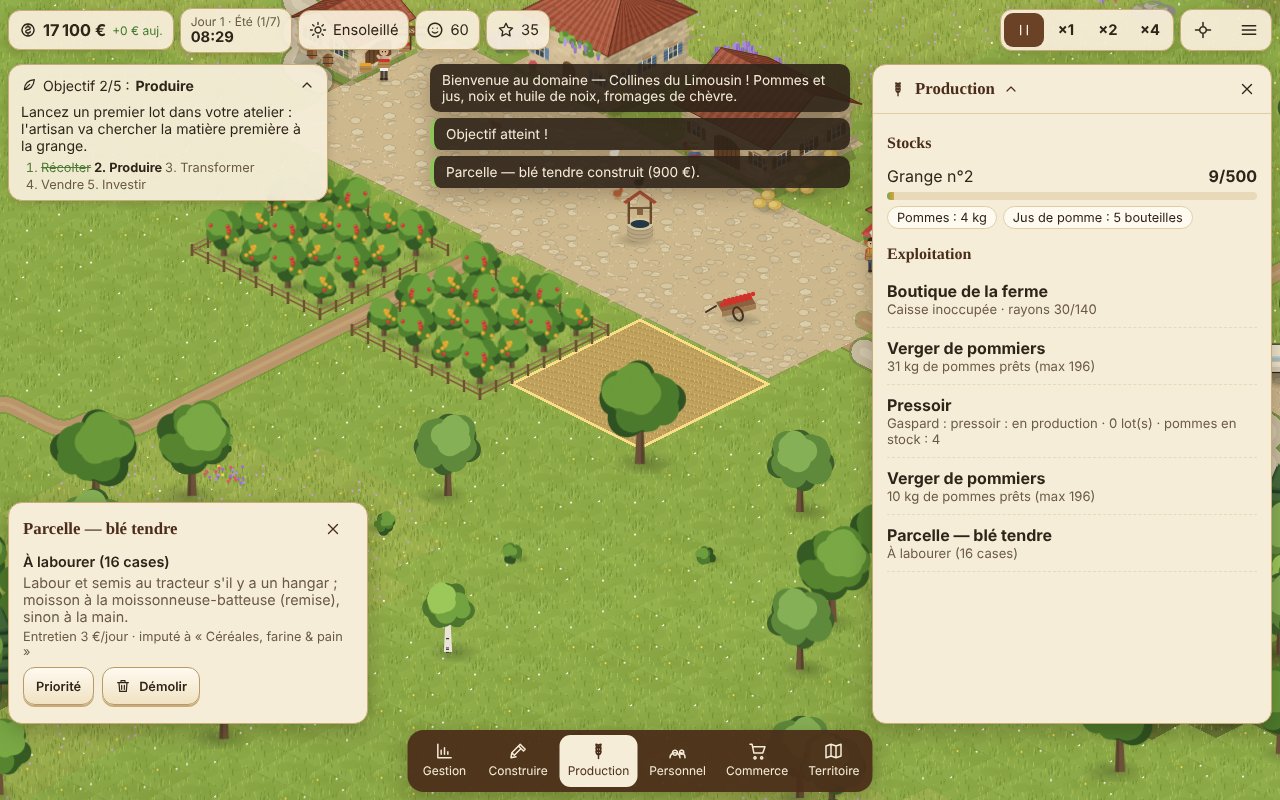 17 100 € +0 € auj.
Jour 1 · Été (1/7)
08:29
Ensoleillé
60
35
×1 ×2 ×4
Objectif 2/5 : Produire
Lancez un premier lot dans votre atelier :
l'artisan va chercher la matière première à
la grange.
1. Récolter 2. Produire 3. Transformer
4. Vendre 5. Investir
Bienvenue au domaine — Collines du Limousin ! Pommes et
jus, noix et huile de noix, fromages de chèvre.
Objectif atteint !
Parcelle — blé tendre construit (900 €).
Production
Stocks
Grange n°2 9/500
Pommes : 4 kg Jus de pomme : 5 bouteilles
Exploitation
Boutique de la ferme
Caisse inoccupée · rayons 30/140
Verger de pommiers
31 kg de pommes prêts (max 196)
Pressoir
Gaspard : pressoir : en production · 0 lot(s) · pommes en
stock : 4
Verger de pommiers
10 kg de pommes prêts (max 196)
Parcelle — blé tendre
À labourer (16 cases)
Parcelle — blé tendre
À labourer (16 cases)
Labour et semis au tracteur s'il y a un hangar ;
moisson à la moissonneuse-batteuse (remise),
sinon à la main.
Entretien 3 €/jour · imputé à « Céréales, farine & pain
»
Priorité Démolir
Gestion Construire Production Personnel Commerce Territoire